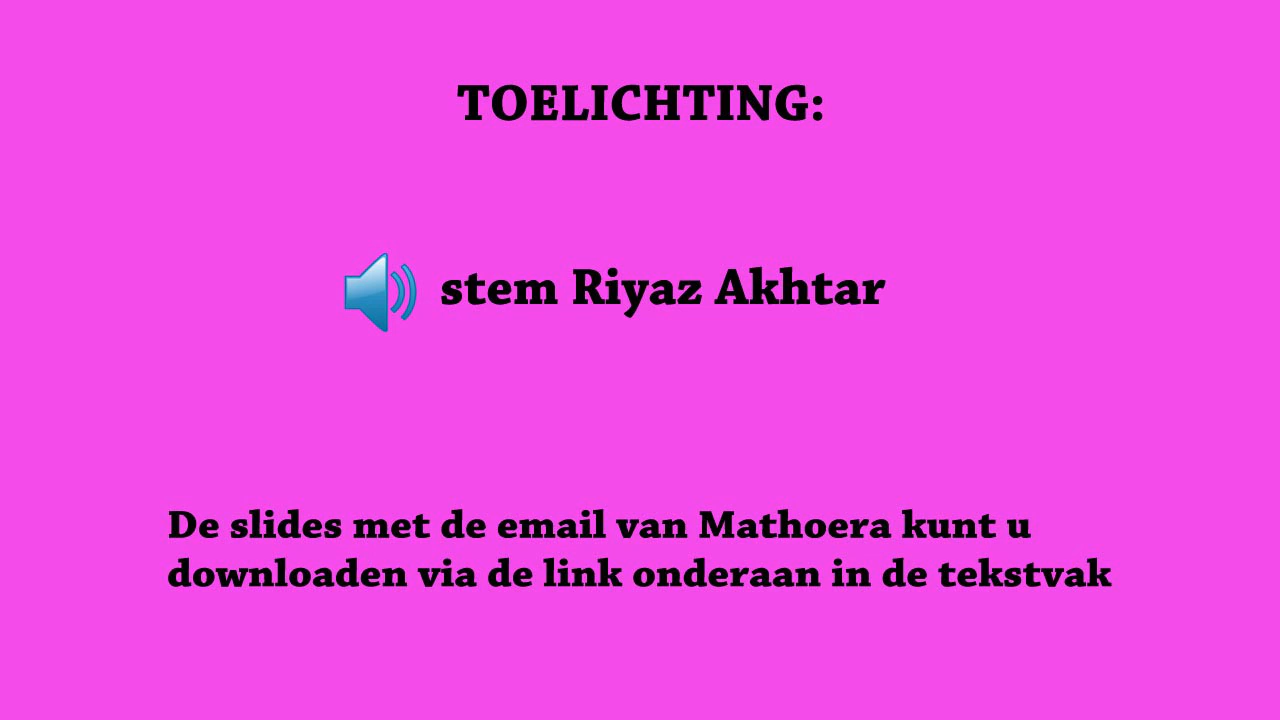 TOELICHTING:
stem Riyaz Akhtar
De slides met de email van Mathoera kunt u
downloaden via de link onderaan in de tekstvak